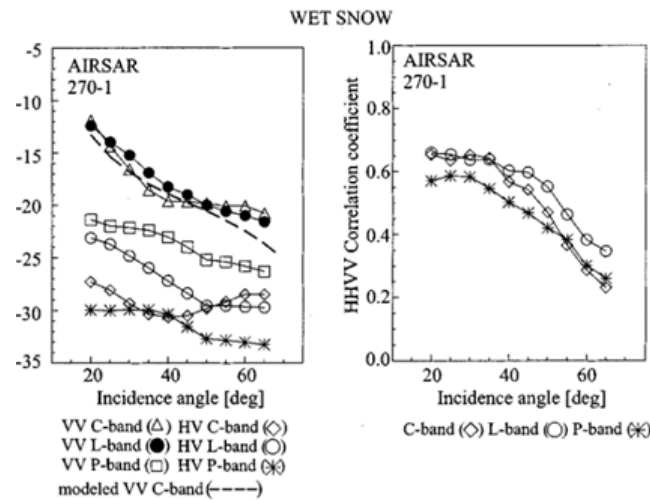 WET SNOW
AIRSAR
270-1
-5
-10
-15
-20
-25
-30
-35
20 40 60
Incidence angle [deg]
VV C-band (△) HV C-band (◇)
VV L-band (●) HV L-band (○)
VV P-band (□) HV P-band (✳)
modeled VV C-band (----)
AIRSAR
270-1
HHVV Correlation coefficient
1.0
0.8
0.6
0.4
0.2
0.0
20 40 60
Incidence angle [deg]
C-band (◇) L-band (○) P-band (✳)